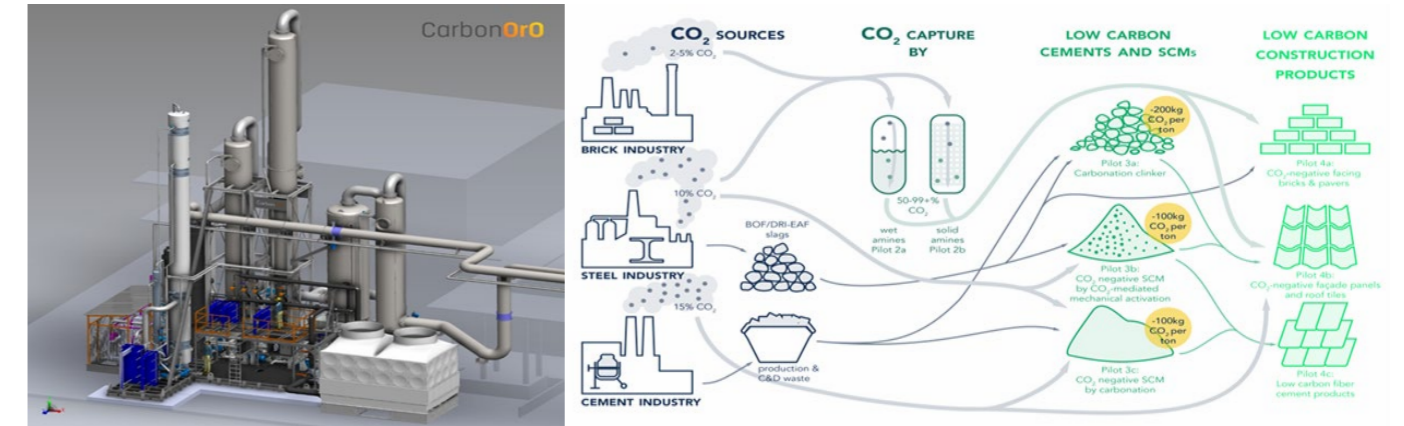 CarbonOrO
CO2 SOURCES
2-5% CO2
BRICK INDUSTRY
10% CO2
STEEL INDUSTRY
BOF/DRI-EAF
slags
15% CO2
production &
C&D waste
CEMENT INDUSTRY
CO2 CAPTURE
BY
50-99+%
CO2
wet
amines
Pilot 2a
solid
amines
Pilot 2b
LOW CARBON
CEMENTS AND SCMs
-200kg
CO2 per
ton
Pilot 3a:
Carbonation clinker
-100kg
CO2 per
ton
Pilot 3b:
CO2 negative SCM
by CO2-mediated
mechanical activation
-100kg
CO2 per
ton
Pilot 3c:
CO2 negative SCM
by carbonation
LOW CARBON
CONSTRUCTION
PRODUCTS
Pilot 4a:
CO2-negative facing
bricks & pavers
Pilot 4b:
CO2-negative façade panels
and roof tiles
Pilot 4c:
Low carbon fiber
cement products